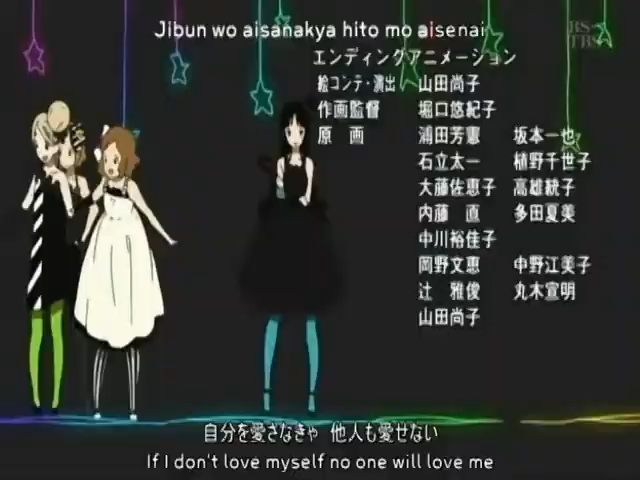 Jibun wo aisanakya hito mo aisenai
BS-TBS
エンディングアニメーション
絵コンテ・演出 山田尚子
作画監督 堀口悠紀子
原 画 浦田芳憲 坂本一也
石立太一 植野千世子
大藤佐恵子 高雄統子
内藤 直 多田夏美
中川裕佳子
岡野文恵 中野江美子
辻 雅俊 丸木宣明
山田尚子
自分を愛さなきゃ 他人も愛せない
If I don't love myself no one will love me